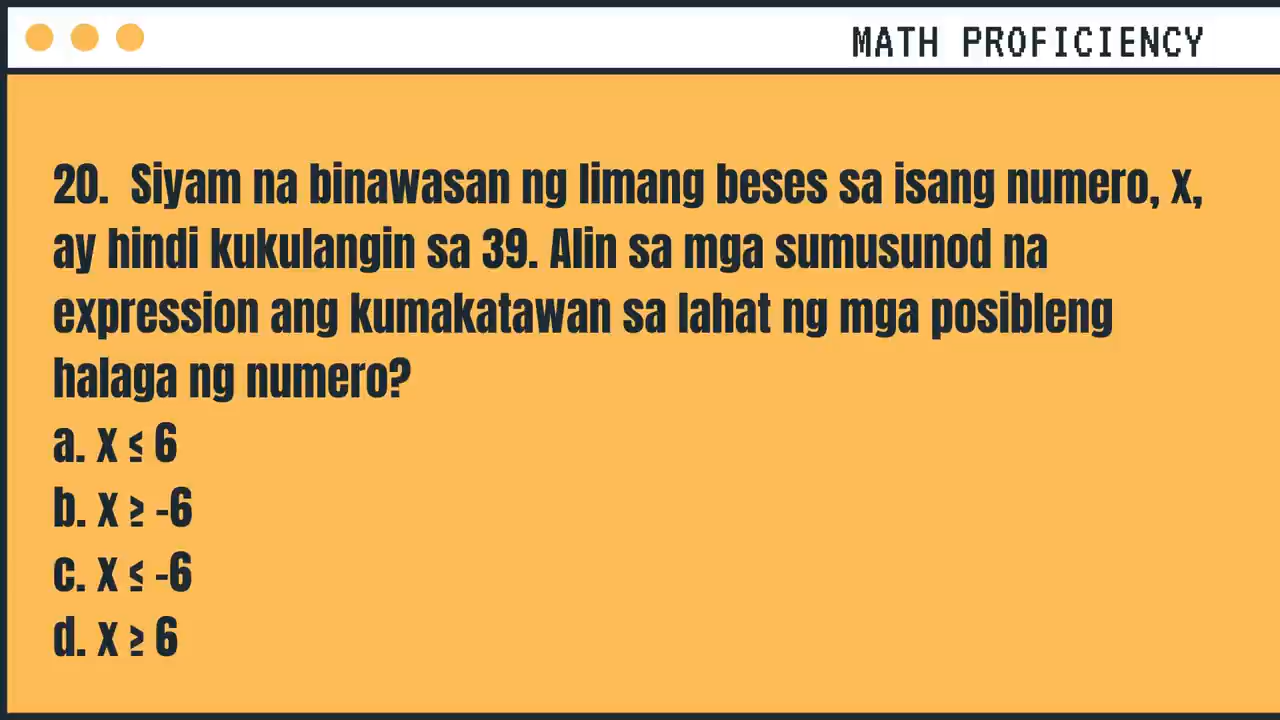 MATH PROFICIENCY
20. Siyam na binawasan ng limang beses sa isang numero, x,
ay hindi kukulangin sa 39. Alin sa mga sumusunod na
expression ang kumakatawan sa lahat ng mga posibleng
halaga ng numero?
a. x ≤ 6
b. x ≥ -6
c. x ≤ -6
d. x ≥ 6